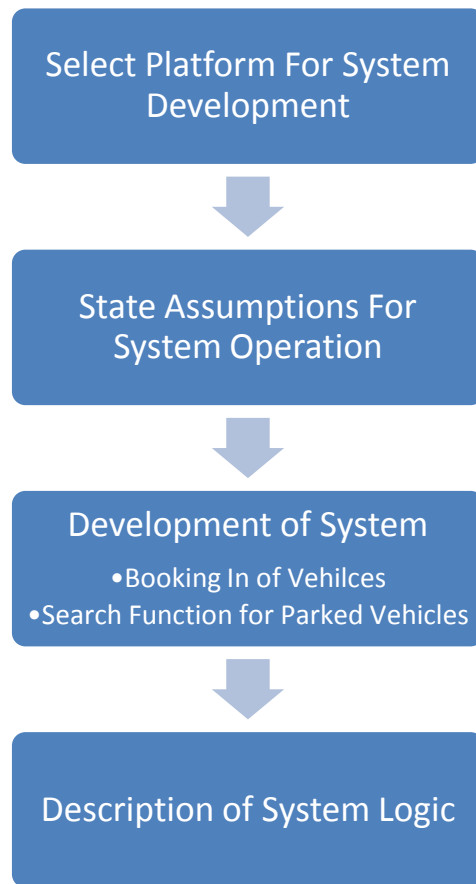 Select Platform For System
Development
State Assumptions For
System Operation
Development of System
•Booking In of Vehilces
•Search Function for Parked Vehicles
Description of System Logic